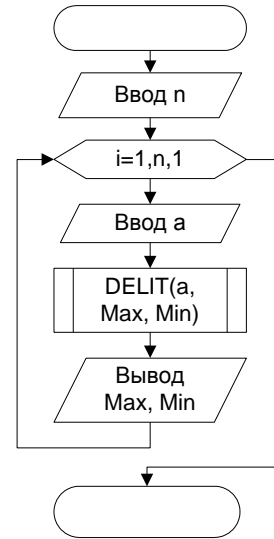 Ввод n
i=1,n,1
Ввод a
DELIT(a,
Max, Min)
Вывод
Max, Min